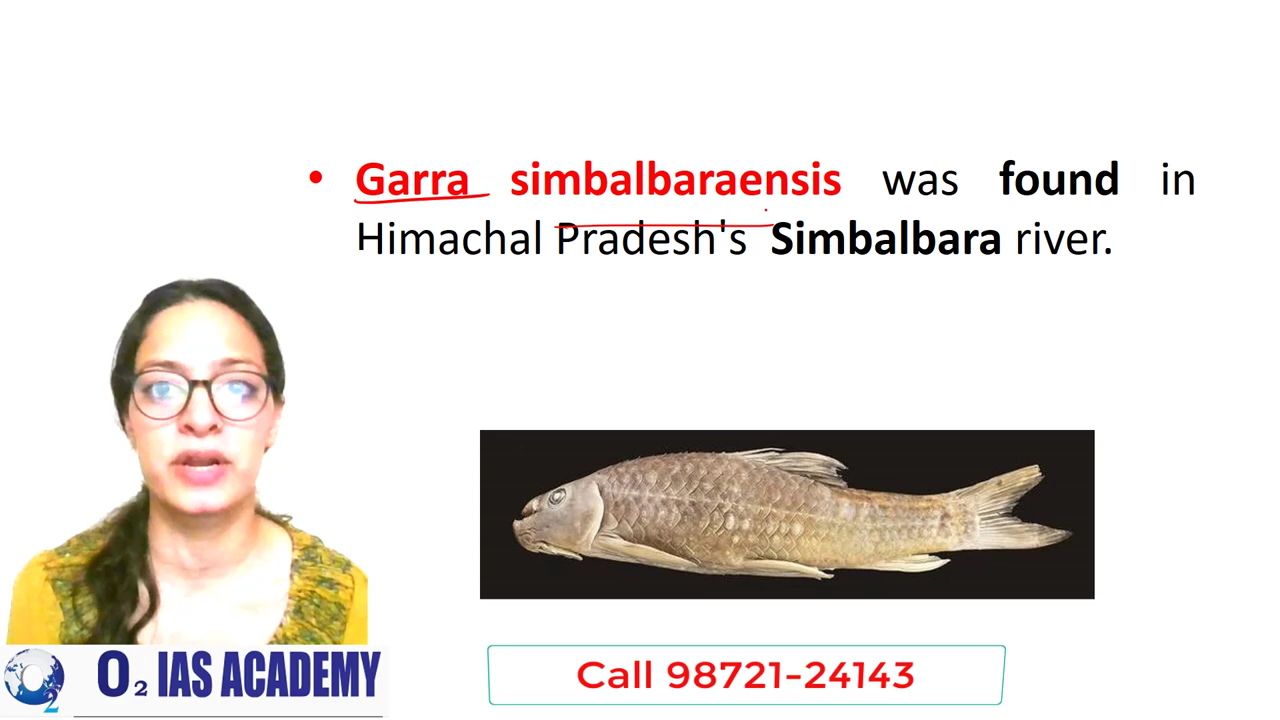 • Garra simbalbaraensis was found in
Himachal Pradesh's Simbalbara river.
O2 IAS ACADEMY
Call 98721-24143